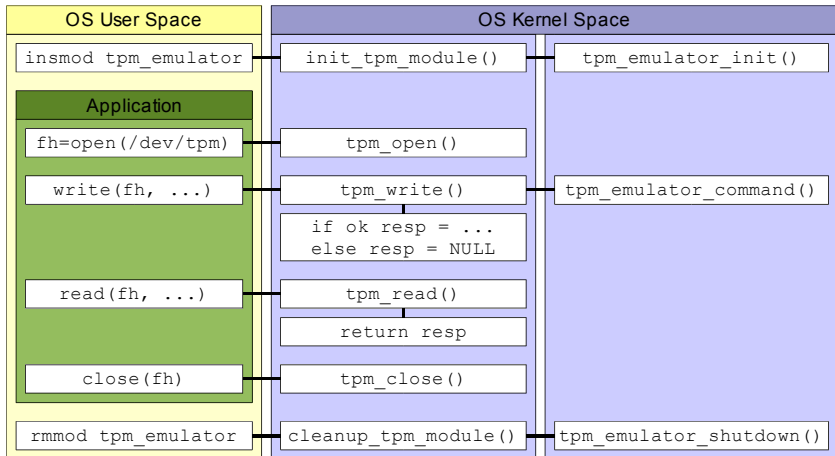 OS User Space
OS Kernel Space
insmod tpm_emulator
init_tpm_module()
tpm_emulator_init()
Application
fh=open(/dev/tpm)
tpm_open()
write(fh, ...)
tpm_write()
tpm_emulator_command()
if ok resp = ...
else resp = NULL
read(fh, ...)
tpm_read()
return resp
close(fh)
tpm_close()
rmmod tpm_emulator
cleanup_tpm_module()
tpm_emulator_shutdown()